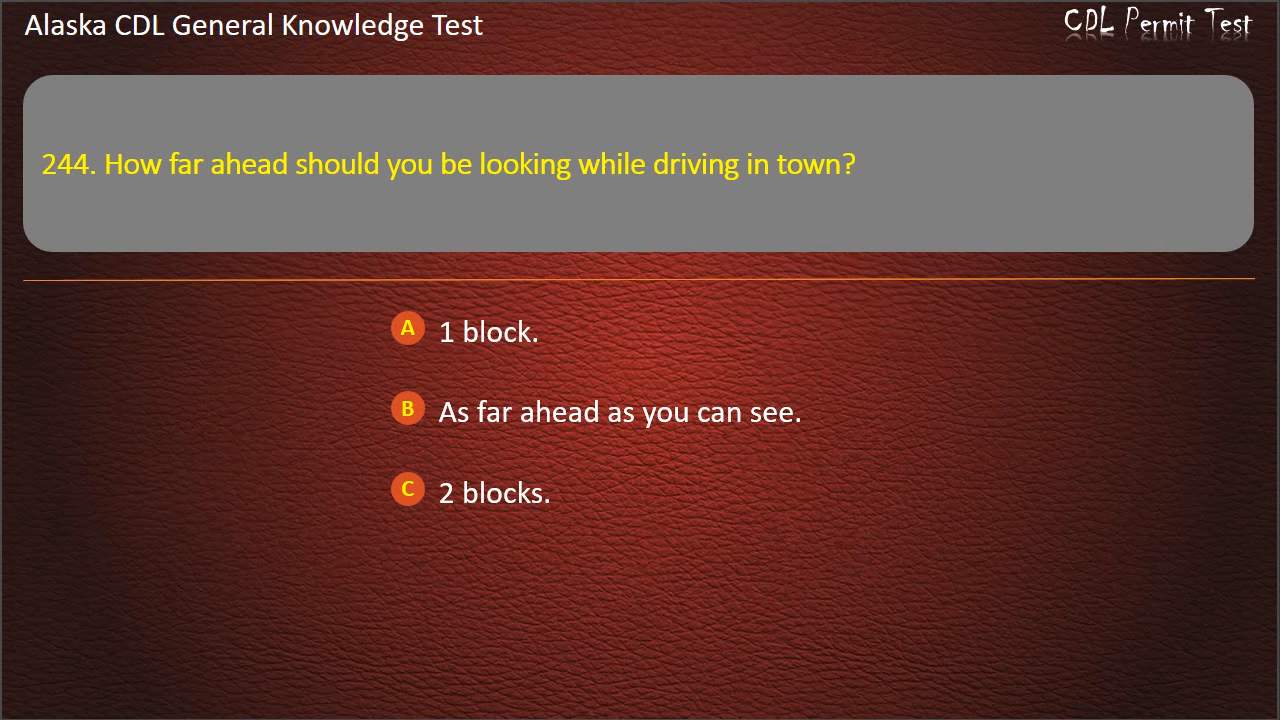 Alaska CDL General Knowledge Test
CDL Permit Test
244. How far ahead should you be looking while driving in town?
A 1 block.
B As far ahead as you can see.
C 2 blocks.